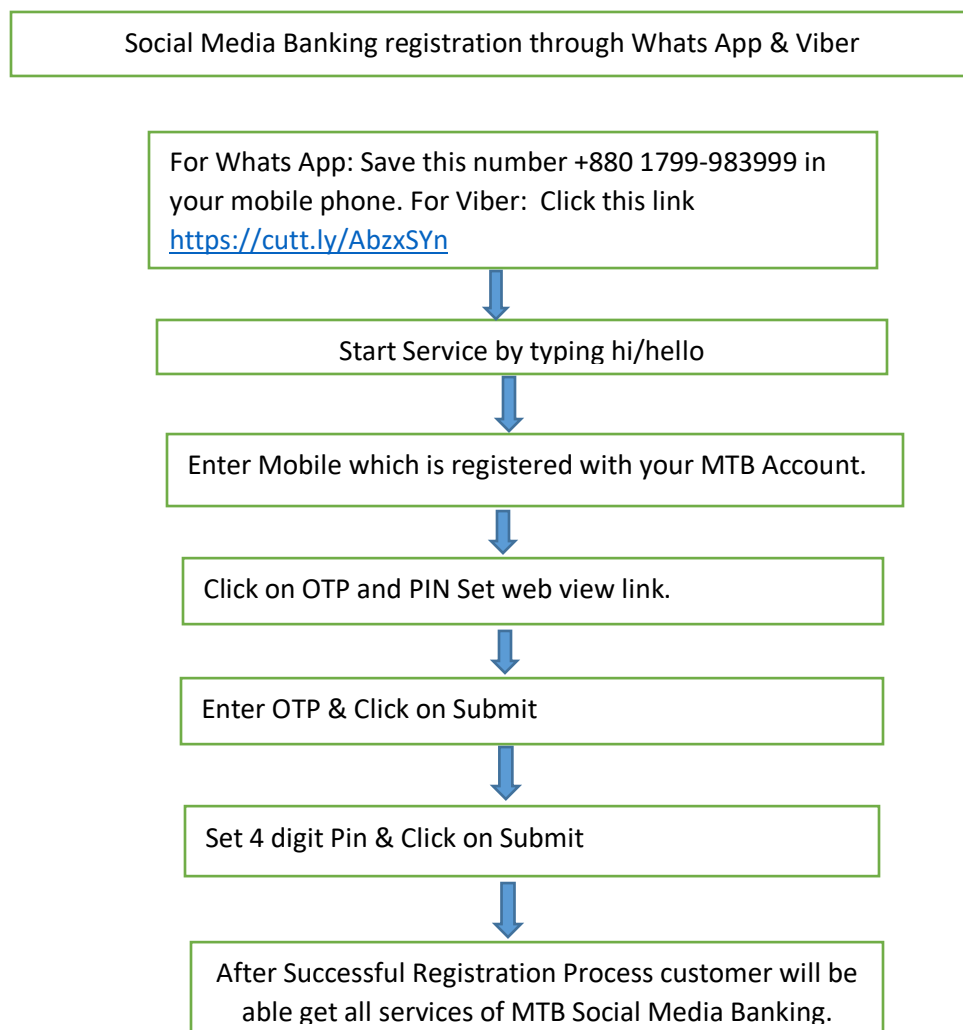 Social Media Banking registration through Whats App & Viber
For Whats App: Save this number +880 1799-983999 in
your mobile phone. For Viber:  Click this link
https://cutt.ly/AbzxSYn
Start Service by typing hi/hello
Enter Mobile which is registered with your MTB Account.
Click on OTP and PIN Set web view link.
Enter OTP & Click on Submit
Set 4 digit Pin & Click on Submit
After Successful Registration Process customer will be
able get all services of MTB Social Media Banking.